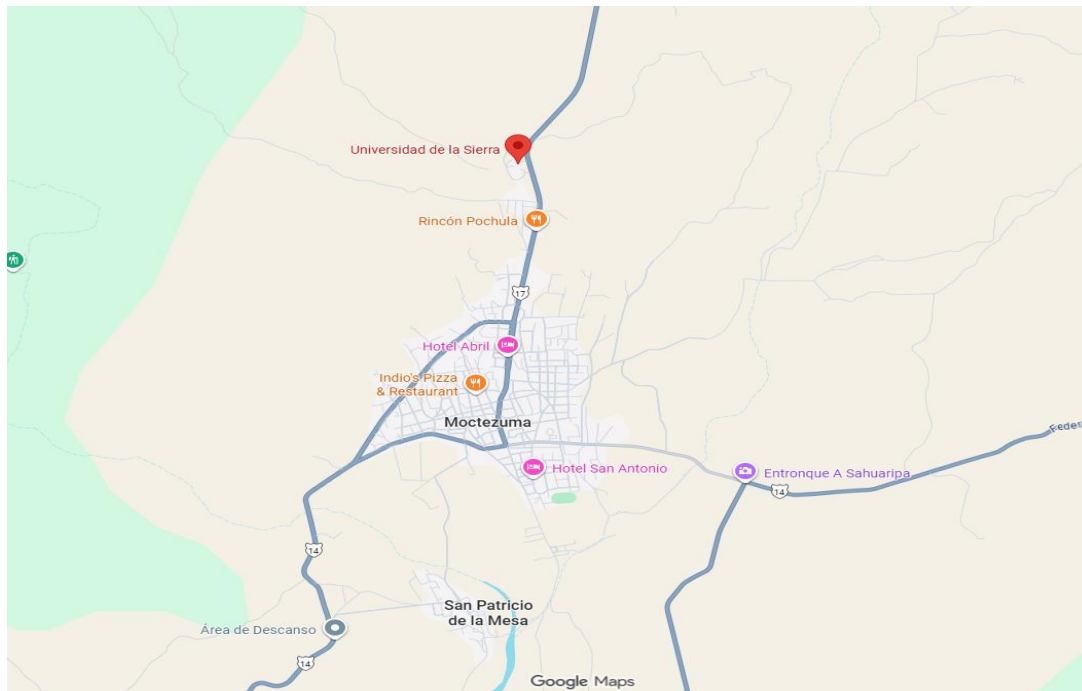 Universidad de la Sierra
Rincón Pochula
17
Hotel Abril
Indio's Pizza
& Restaurant
Moctezuma
Hotel San Antonio
Entronque A Sahuaripa
14
14
San Patricio
de la Mesa
Área de Descanso
14
Google Maps